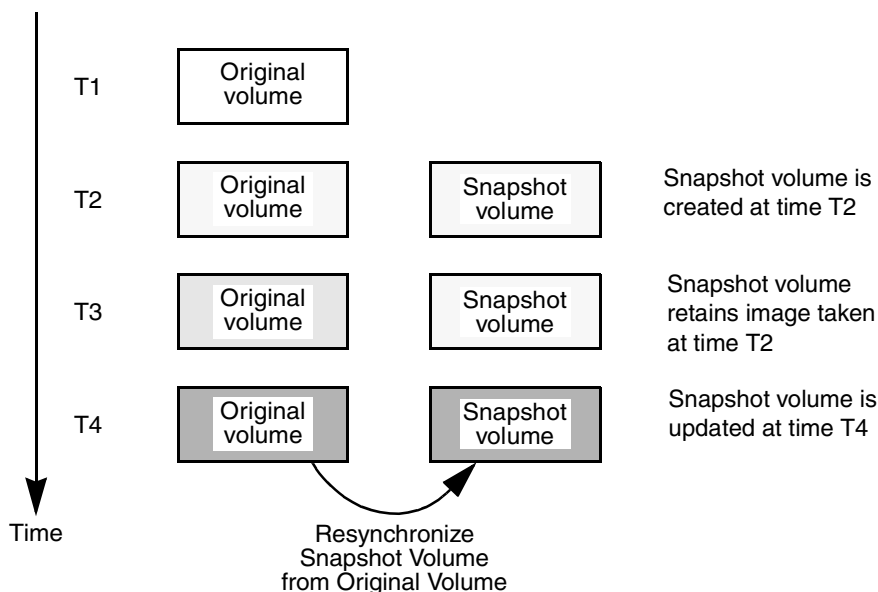 T1
Original
volume
T2
Original
volume
Snapshot
volume
Snapshot volume is
created at time T2
T3
Original
volume
Snapshot
volume
Snapshot volume
retains image taken
at time T2
T4
Original
volume
Snapshot
volume
Snapshot volume is
updated at time T4
Time
Resynchronize
Snapshot Volume
from Original Volume